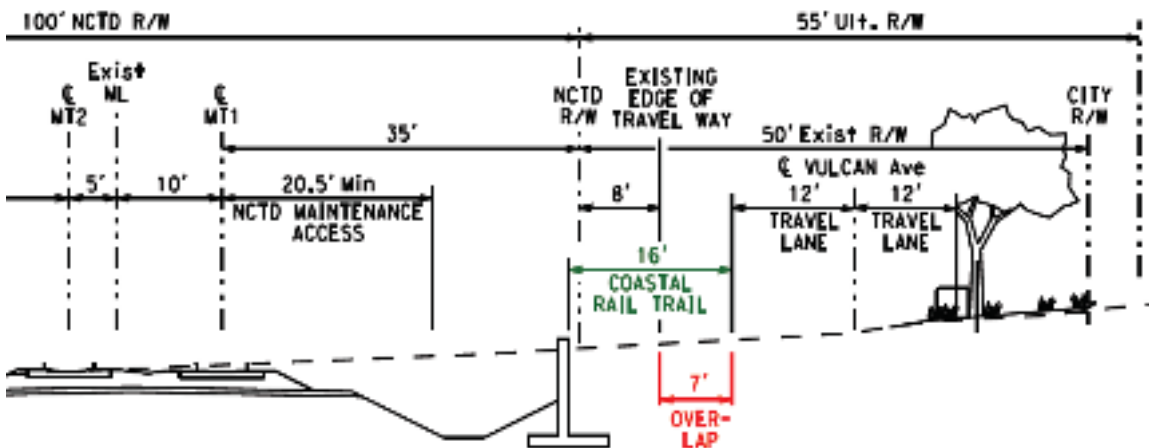 100' NCTD R/W
55' Ult. R/W
Exist
ML
℄
MT2
℄
MT1
NCTD
R/W
EXISTING
EDGE OF
TRAVEL WAY
CITY
R/W
35'
50' Exist R/W
℄ VULCAN Ave
5'
10'
20.5' Min
NCTD MAINTENANCE
ACCESS
8'
12'
TRAVEL
LANE
12'
TRAVEL
LANE
16'
COASTAL
RAIL TRAIL
7'
OVER-
LAP